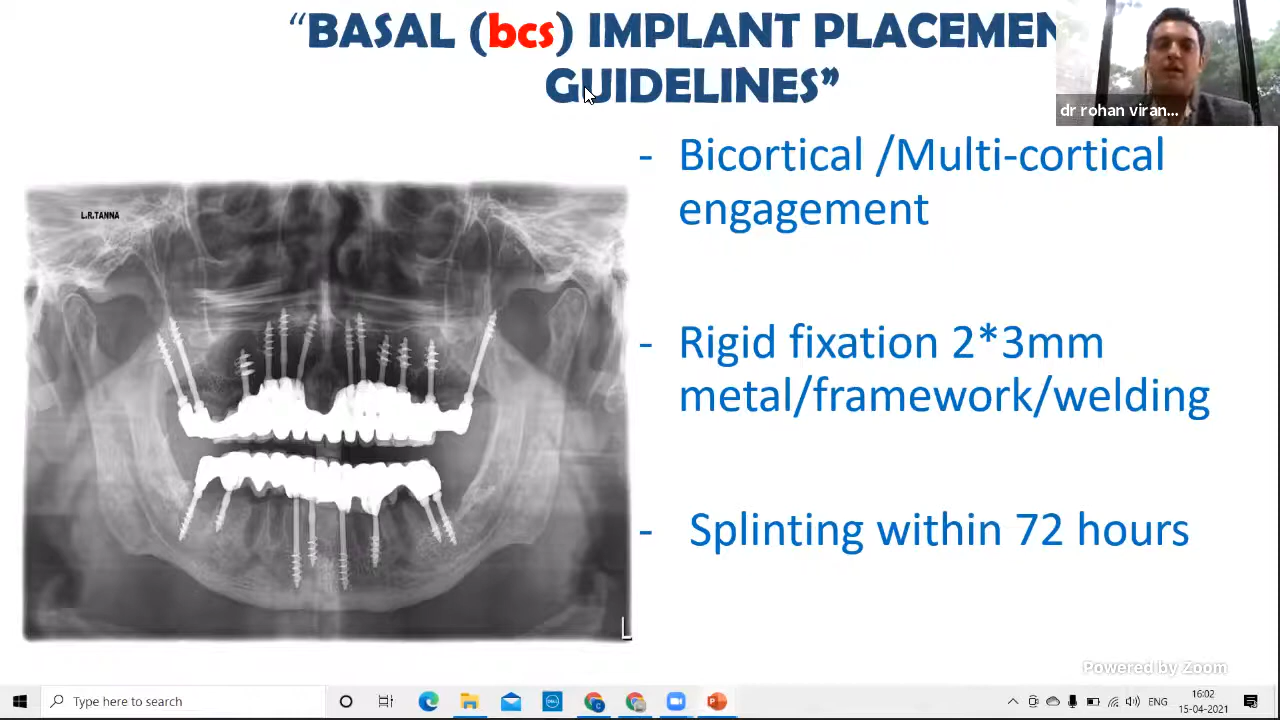 “BASAL (bcs) IMPLANT PLACEMEN
GUIDELINES”
dr rohan viran...
- Bicortical /Multi-cortical
engagement
L.R.TANNA
- Rigid fixation 2*3mm
metal/framework/welding
- Splinting within 72 hours
L
Powered by Zoom
Type here to search
DELL
ENG
16:02
15-04-2021